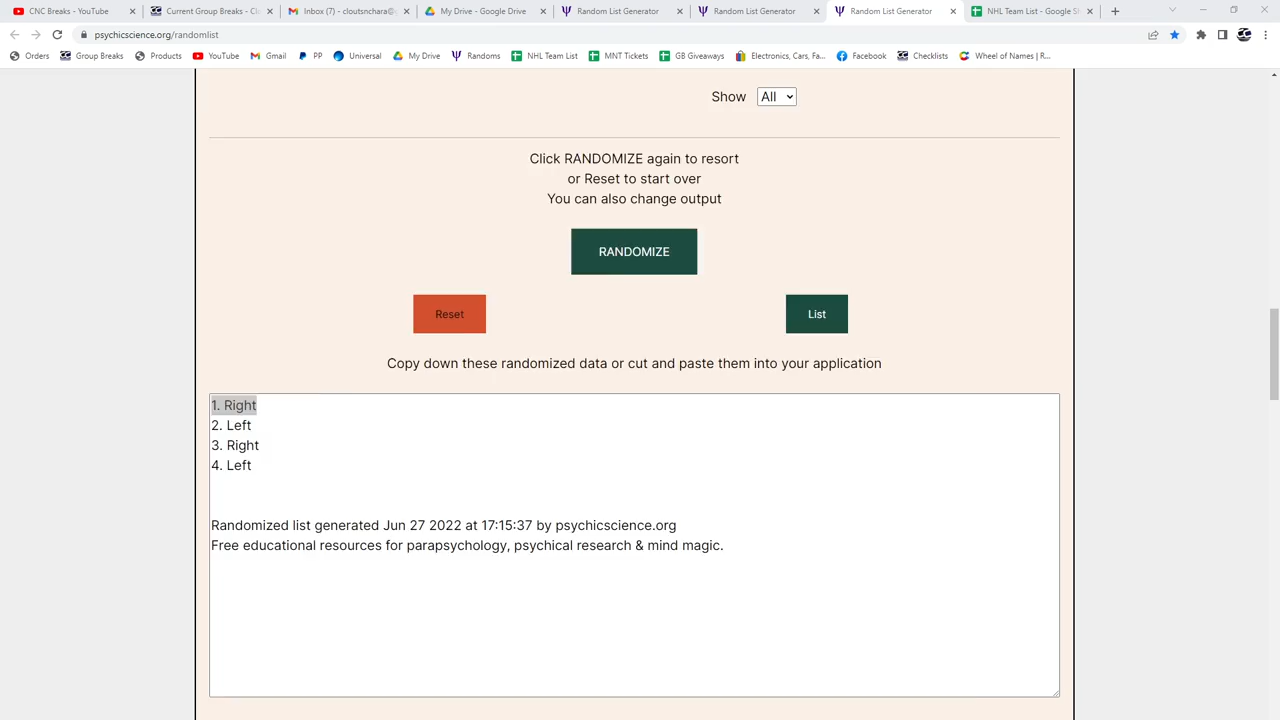 CNC Breaks - YouTube
Current Group Breaks - Cl
Inbox (7) - cloutsnchara@g
My Drive - Google Drive
Random List Generator
Random List Generator
Random List Generator
NHL Team List - Google Sh
psychicscience.org/randomlist
Orders
Group Breaks
Products
YouTube
Gmail
PP
Universal
My Drive
Randoms
NHL Team List
MNT Tickets
GB Giveaways
Electronics, Cars, Fa...
Facebook
Checklists
Wheel of Names | R...
Show All
Click RANDOMIZE again to resort
or Reset to start over
You can also change output
RANDOMIZE
Reset
List
Copy down these randomized data or cut and paste them into your application
1. Right
2. Left
3. Right
4. Left
Randomized list generated Jun 27 2022 at 17:15:37 by psychicscience.org
Free educational resources for parapsychology, psychical research & mind magic.